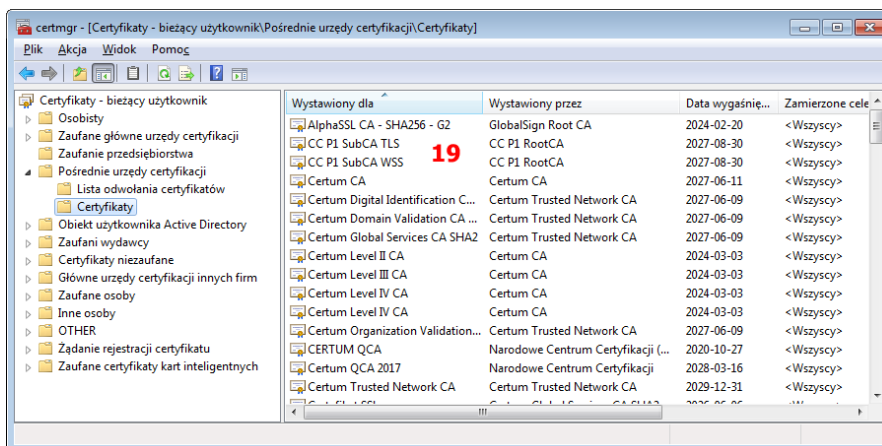 certmgr - [Certyfikaty - bieżący użytkownik\Pośrednie urzędy certyfikacji\Certyfikaty]
Plik Akcja Widok Pomoc
Certyfikaty - bieżący użytkownik
Osobisty
Zaufane główne urzędy certyfikacji
Zaufanie przedsiębiorstwa
Pośrednie urzędy certyfikacji
Lista odwołania certyfikatów
Certyfikaty
Obiekt użytkownika Active Directory
Zaufani wydawcy
Certyfikaty niezaufane
Główne urzędy certyfikacji innych firm
Zaufane osoby
Inne osoby
OTHER
Żądanie rejestracji certyfikatu
Zaufane certyfikaty kart inteligentnych
Wystawiony dla Wystawiony przez Data wygaśnię... Zamierzone cele
AlphaSSL CA - SHA256 - G2 GlobalSign Root CA 2024-02-20 <Wszyscy>
CC P1 SubCA TLS CC P1 RootCA 2027-08-30 <Wszyscy>
19
CC P1 SubCA WSS CC P1 RootCA 2027-08-30 <Wszyscy>
Certum CA Certum CA 2027-06-11 <Wszyscy>
Certum Digital Identification C... Certum Trusted Network CA 2027-06-09 <Wszyscy>
Certum Domain Validation CA ... Certum Trusted Network CA 2027-06-09 <Wszyscy>
Certum Global Services CA SHA2 Certum Trusted Network CA 2027-06-09 <Wszyscy>
Certum Level II CA Certum CA 2024-03-03 <Wszyscy>
Certum Level III CA Certum CA 2024-03-03 <Wszyscy>
Certum Level IV CA Certum CA 2024-03-03 <Wszyscy>
Certum Level IV CA Certum CA 2024-03-03 <Wszyscy>
Certum Organization Validation... Certum Trusted Network CA 2027-06-09 <Wszyscy>
CERTUM QCA Narodowe Centrum Certyfikacji (... 2020-10-27 <Wszyscy>
Certum QCA 2017 Narodowe Centrum Certyfikacji 2028-03-16 <Wszyscy>
Certum Trusted Network CA Certum Trusted Network CA 2029-12-31 <Wszyscy>